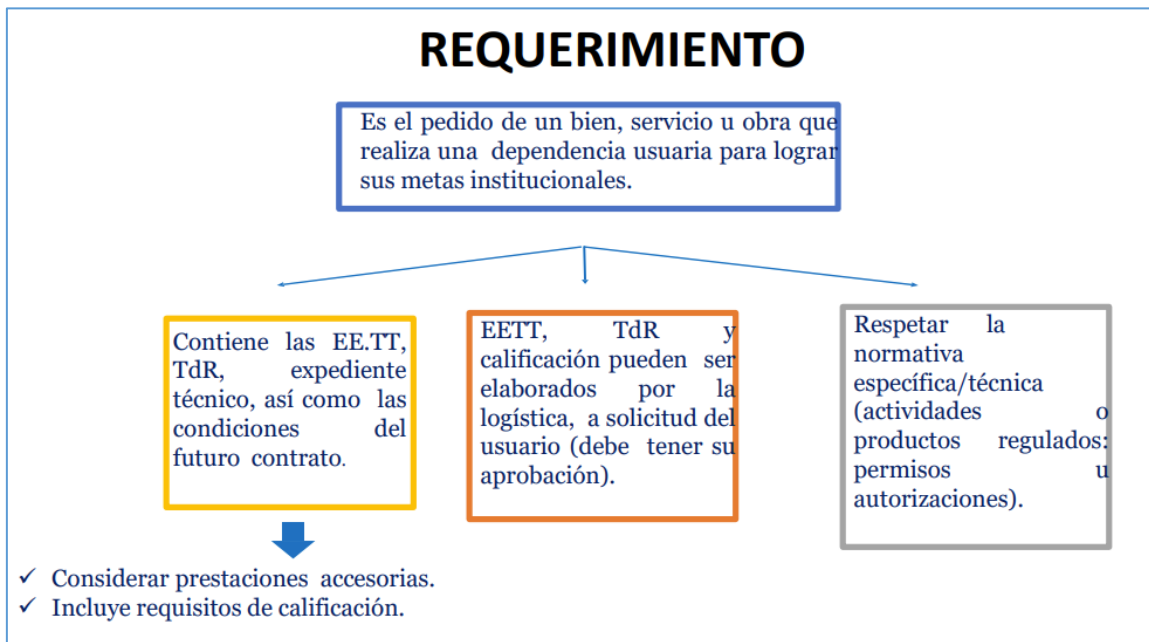 REQUERIMIENTO
Es el pedido de un bien, servicio u obra que
realiza una dependencia usuaria para lograr
sus metas institucionales.
Contiene las EE.TT,
TdR, expediente
técnico, así como las
condiciones del
futuro contrato.
EETT, TdR y
calificación pueden ser
elaborados por la
logística, a solicitud del
usuario (debe tener su
aprobación).
Respetar la
normativa
específica/técnica
(actividades o
productos regulados:
permisos u
autorizaciones).
✓ Considerar prestaciones accesorias.
✓ Incluye requisitos de calificación.